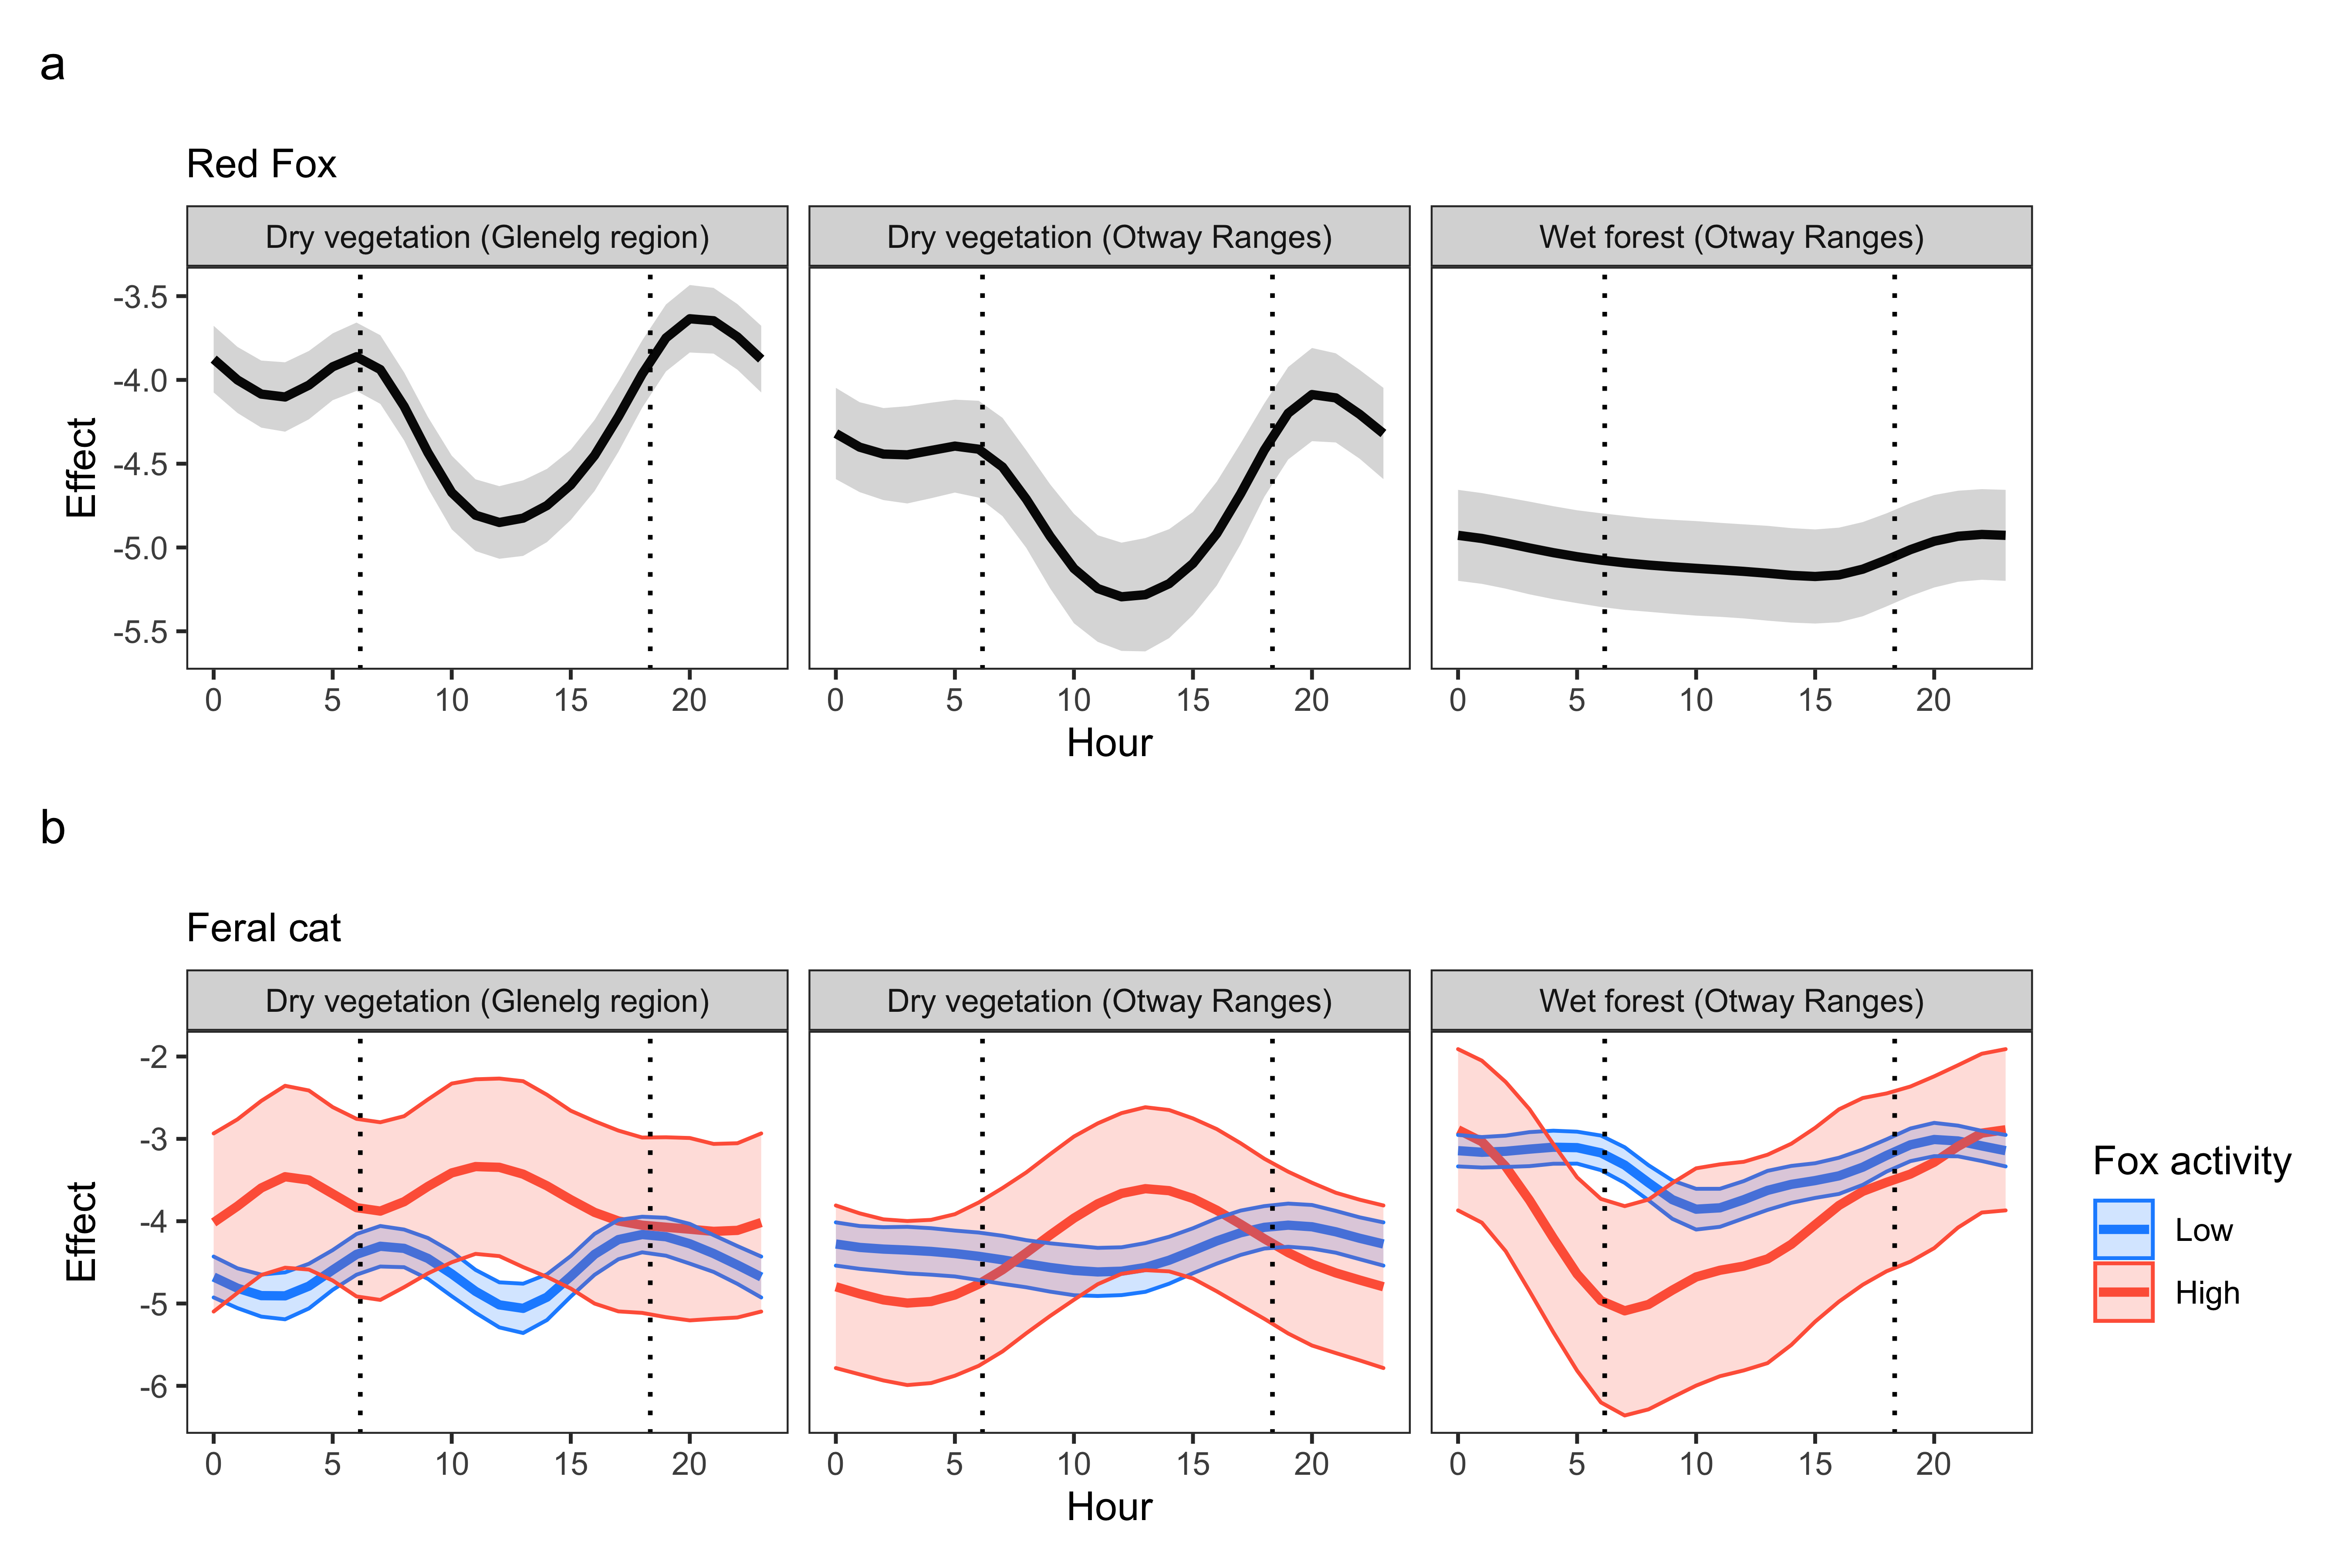 a
Red Fox
Dry vegetation (Glenelg region) Dry vegetation (Otway Ranges) Wet forest (Otway Ranges)
-3.5
-4.0
-4.5
-5.0
-5.5
Effect
0 5 10 15 20 0 5 10 15 20 0 5 10 15 20
Hour
b
Feral cat
Dry vegetation (Glenelg region) Dry vegetation (Otway Ranges) Wet forest (Otway Ranges)
-2
-3
-4
-5
-6
Effect
0 5 10 15 20 0 5 10 15 20 0 5 10 15 20
Hour
Fox activity
Low
High